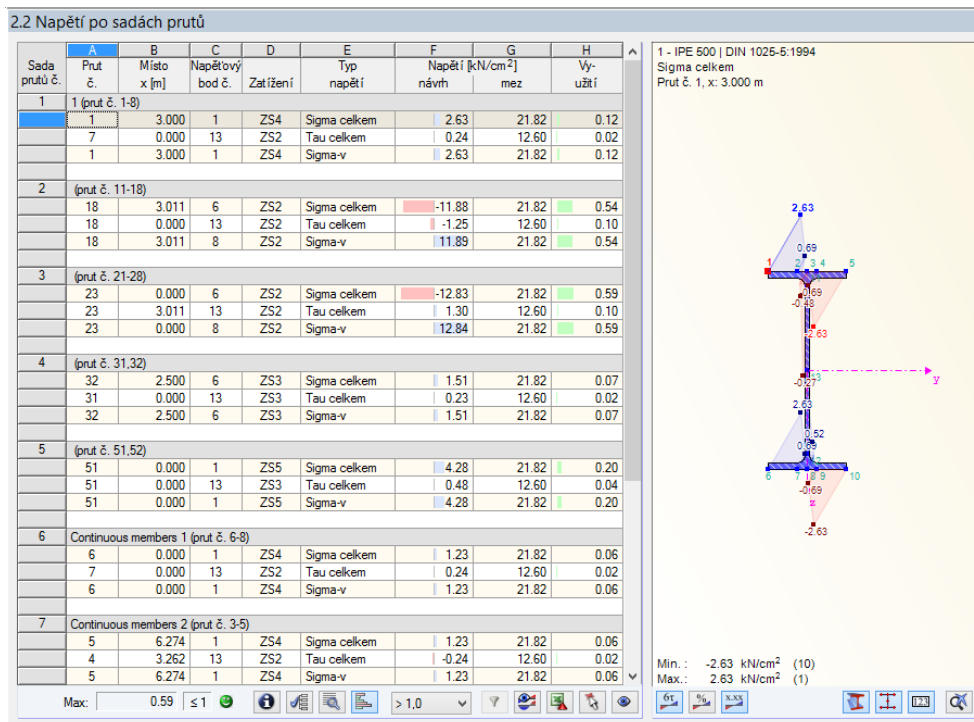 2.2 Napětí po sadách prutů
A B C D E F G H
Sada Prut Místo Napěťový Typ Napětí [kN/cm2] Vy-
prutů č. č. x [m] bod č. Zatížení napětí návrh mez užití
1 1 (prut č. 1-8)
1 3.000 1 ZS4 Sigma celkem 2.63 21.82 0.12
7 0.000 13 ZS2 Tau celkem 0.24 12.60 0.02
1 3.000 1 ZS4 Sigma-v 2.63 21.82 0.12
2 (prut č. 11-18)
18 3.011 6 ZS2 Sigma celkem -11.88 21.82 0.54
18 0.000 13 ZS2 Tau celkem -1.25 12.60 0.10
18 3.011 8 ZS2 Sigma-v 11.89 21.82 0.54
3 (prut č. 21-28)
23 0.000 6 ZS2 Sigma celkem -12.83 21.82 0.59
23 3.011 13 ZS2 Tau celkem 1.30 12.60 0.10
23 0.000 8 ZS2 Sigma-v 12.84 21.82 0.59
4 (prut č. 31,32)
32 2.500 6 ZS3 Sigma celkem 1.51 21.82 0.07
31 0.000 13 ZS3 Tau celkem 0.23 12.60 0.02
32 2.500 6 ZS3 Sigma-v 1.51 21.82 0.07
5 (prut č. 51,52)
51 0.000 1 ZS5 Sigma celkem 4.28 21.82 0.20
51 0.000 13 ZS3 Tau celkem 0.48 12.60 0.04
51 0.000 1 ZS5 Sigma-v 4.28 21.82 0.20
6 Continuous members 1 (prut č. 6-8)
6 0.000 1 ZS4 Sigma celkem 1.23 21.82 0.06
7 0.000 13 ZS2 Tau celkem 0.24 12.60 0.02
6 0.000 1 ZS4 Sigma-v 1.23 21.82 0.06
7 Continuous members 2 (prut č. 3-5)
5 6.274 1 ZS4 Sigma celkem 1.23 21.82 0.06
4 3.262 13 ZS2 Tau celkem -0.24 12.60 0.02
5 6.274 1 ZS4 Sigma-v 1.23 21.82 0.06
Max: 0.59 ≤ 1 > 1,0
1 - IPE 500 | DIN 1025-5:1994
Sigma celkem
Prut č. 1, x: 3.000 m
2.63
0.69
1 2 3 4 5
-0.48
-2.63
-0.27
y
2.63
0.52
0.69
6 7 8 9 10
-0.69
z
-2.63
Min. : -2.63 kN/cm2 (10)
Max.: 2.63 kN/cm2 (1)
x.xx
123